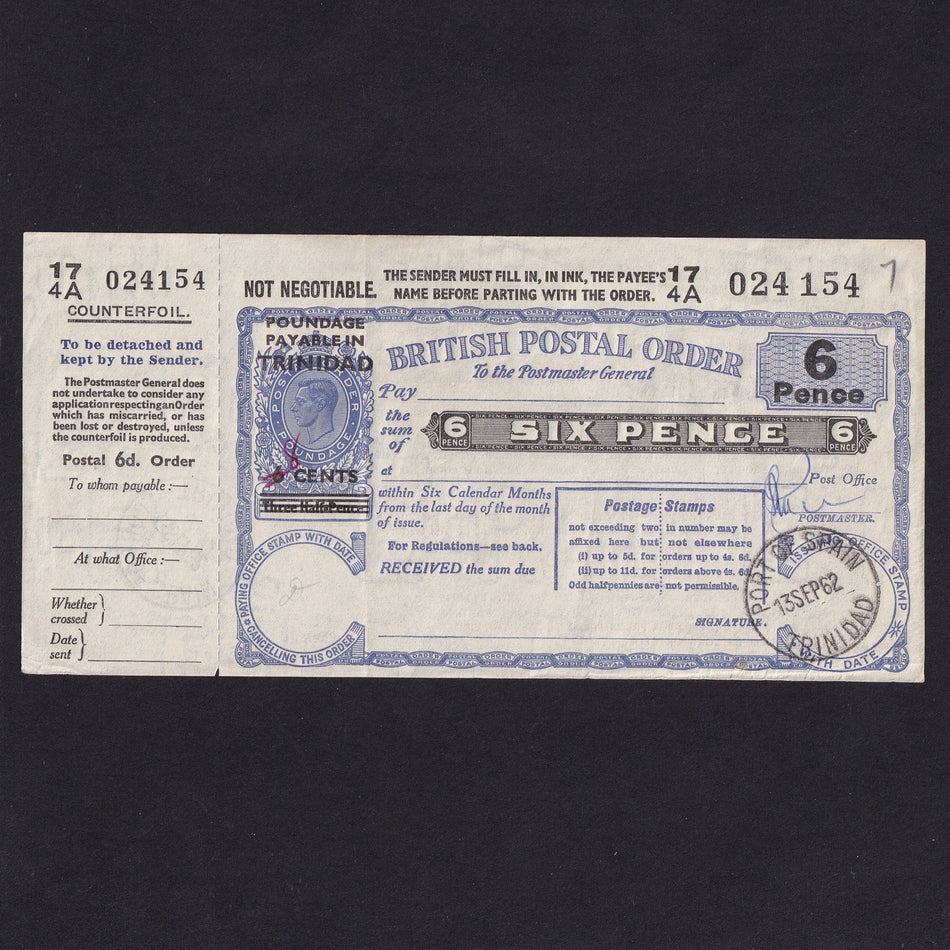 17
4A 024154
COUNTERFOIL.
To be detached and
kept by the Sender.
The Postmaster General does
not undertake to consider any
application respecting an Order
which has miscarried, or has
been lost or destroyed, unless
the counterfoil is produced.
Postal 6d. Order
To whom payable :—
At what Office :—
Whether
crossed
Date
sent
NOT NEGOTIABLE.
THE SENDER MUST FILL IN, IN INK, THE PAYEE'S
NAME BEFORE PARTING WITH THE ORDER.
17
4A 024 154
7
POUNDAGE
PAYABLE IN
TRINIDAD
POSTAL ORDER
POUNDAGE
CENTS
Three Half Pence
BRITISH POSTAL ORDER
To the Postmaster General
6
Pence
Pay
the
sum
of
6
PENCE
SIX PENCE
6
PENCE
at
Post Office
within Six Calendar Months
from the last day of the month
of issue.
POSTMASTER.
For Regulations—see back.
RECEIVED the sum due
Postage Stamps
not exceeding two in number may be
affixed here but not elsewhere
(i) up to 5d. for orders up to 4s. 6d.
(ii) up to 11d. for orders above 4s. 6d.
Odd halfpennies are not permissible.
SIGNATURE.
PAYING OFFICE STAMP WITH DATE
CANCELLING THIS ORDER
ISSUING OFFICE STAMP
WITH DATE
PORT OF SPAIN
13SEP62
TRINIDAD